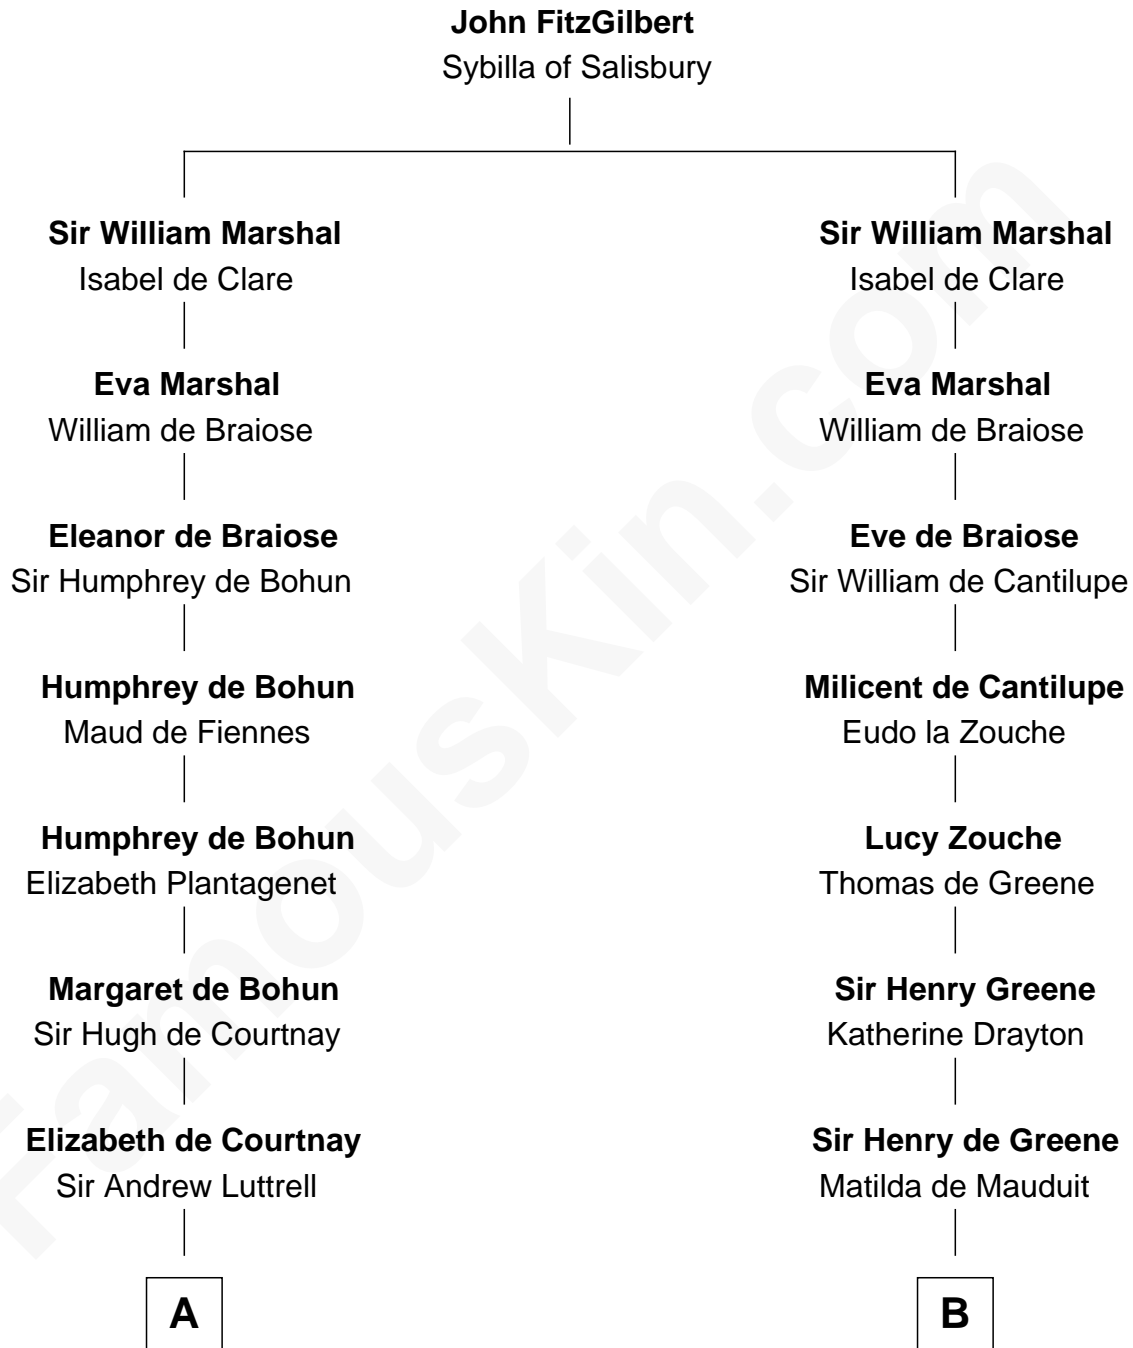 John FitzGilbert
Sybilla of Salisbury
Sir William Marshal
Isabel de Clare
Eva Marshal
William de Braiose
Eleanor de Braiose
Sir Humphrey de Bohun
Humphrey de Bohun
Maud de Fiennes
Humphrey de Bohun
Elizabeth Plantagenet
Margaret de Bohun
Sir Hugh de Courtnay
Elizabeth de Courtnay
Sir Andrew Luttrell
A
Sir William Marshal
Isabel de Clare
Eva Marshal
William de Braiose
Eve de Braiose
Sir William de Cantilupe
Milicent de Cantilupe
Eudo la Zouche
Lucy Zouche
Thomas de Greene
Sir Henry Greene
Katherine Drayton
Sir Henry de Greene
Matilda de Mauduit
B
FamousKin.com